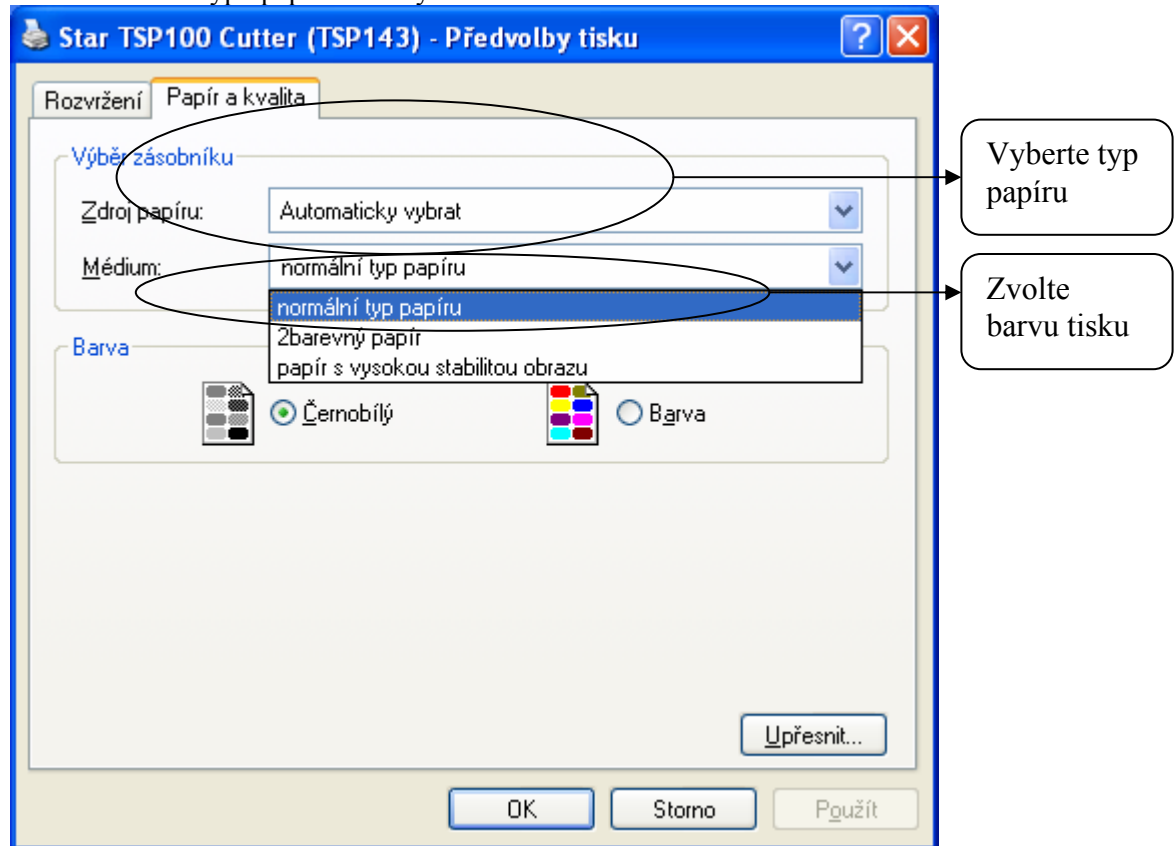 Star TSP100 Cutter (TSP143) - Předvolby tisku
Rozvržení
Papír a kvalita
Výběr zásobníku
Zdroj papíru:
Automaticky vybrat
Médium:
normální typ papíru
normální typ papíru
2barevný papír
papír s vysokou stabilitou obrazu
Barva
Černobílý
Barva
Upřesnit...
OK
Storno
Použít
Vyberte typ
papíru
Zvolte
barvu tisku